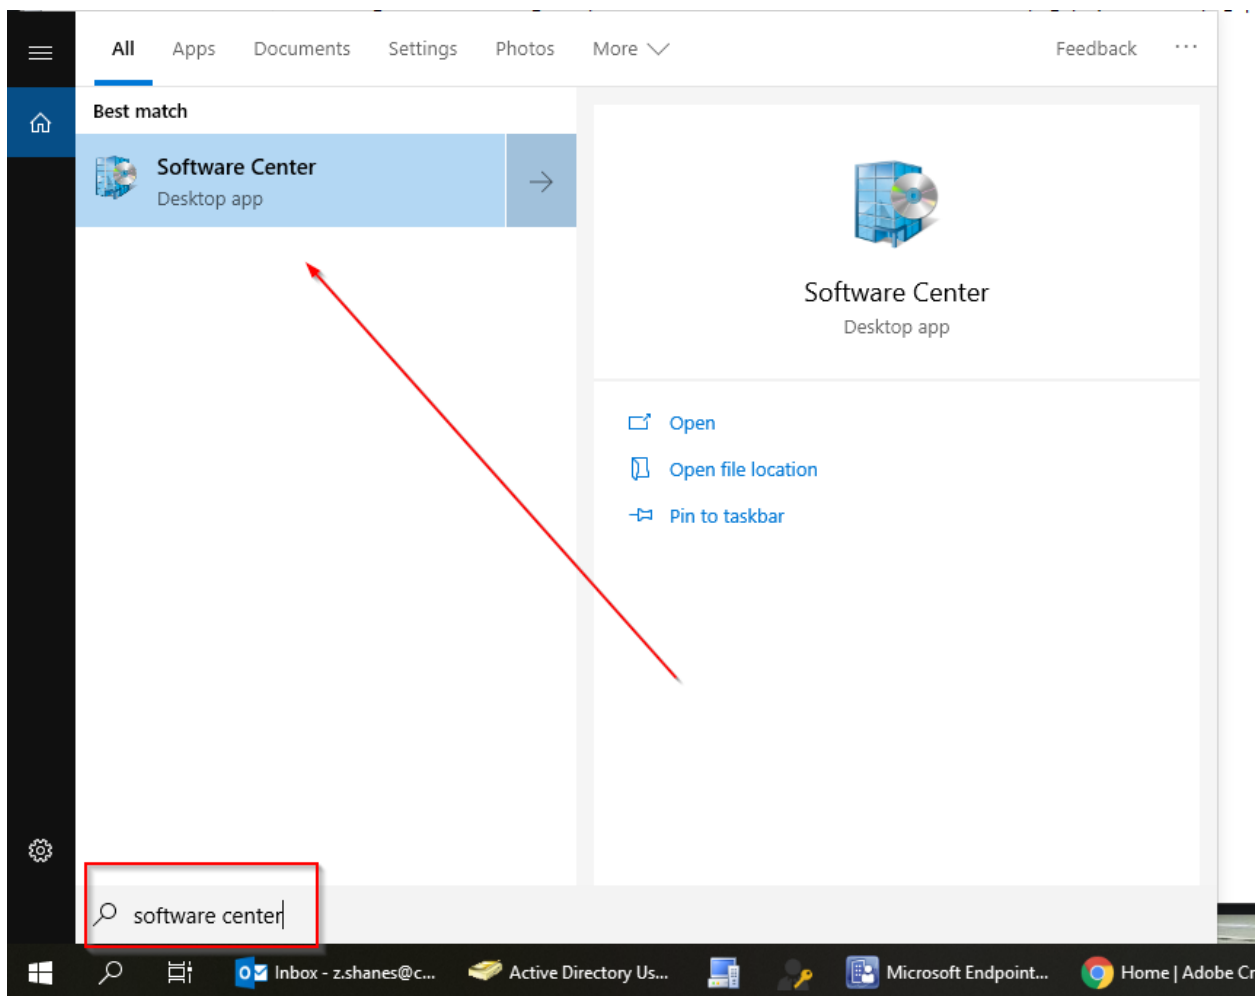 All Apps Documents Settings Photos More Feedback ...
Best match
Software Center
Desktop app
Software Center
Desktop app
Open
Open file location
Pin to taskbar
software center
Inbox - z.shanes@c... Active Directory Us... Microsoft Endpoint... Home | Adobe Cr